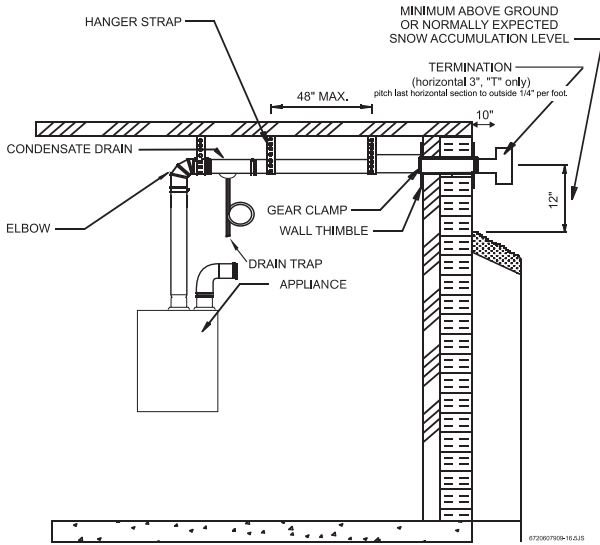 MINIMUM ABOVE GROUND
OR NORMALLY EXPECTED
SNOW ACCUMULATION LEVEL
HANGER STRAP
TERMINATION
(horizontal 3", "T" only)
pitch last horizontal section to outside 1/4" per foot.
48" MAX.
10"
CONDENSATE DRAIN
ELBOW
GEAR CLAMP
WALL THIMBLE
12"
DRAIN TRAP
APPLIANCE
6720607909-16.5JS